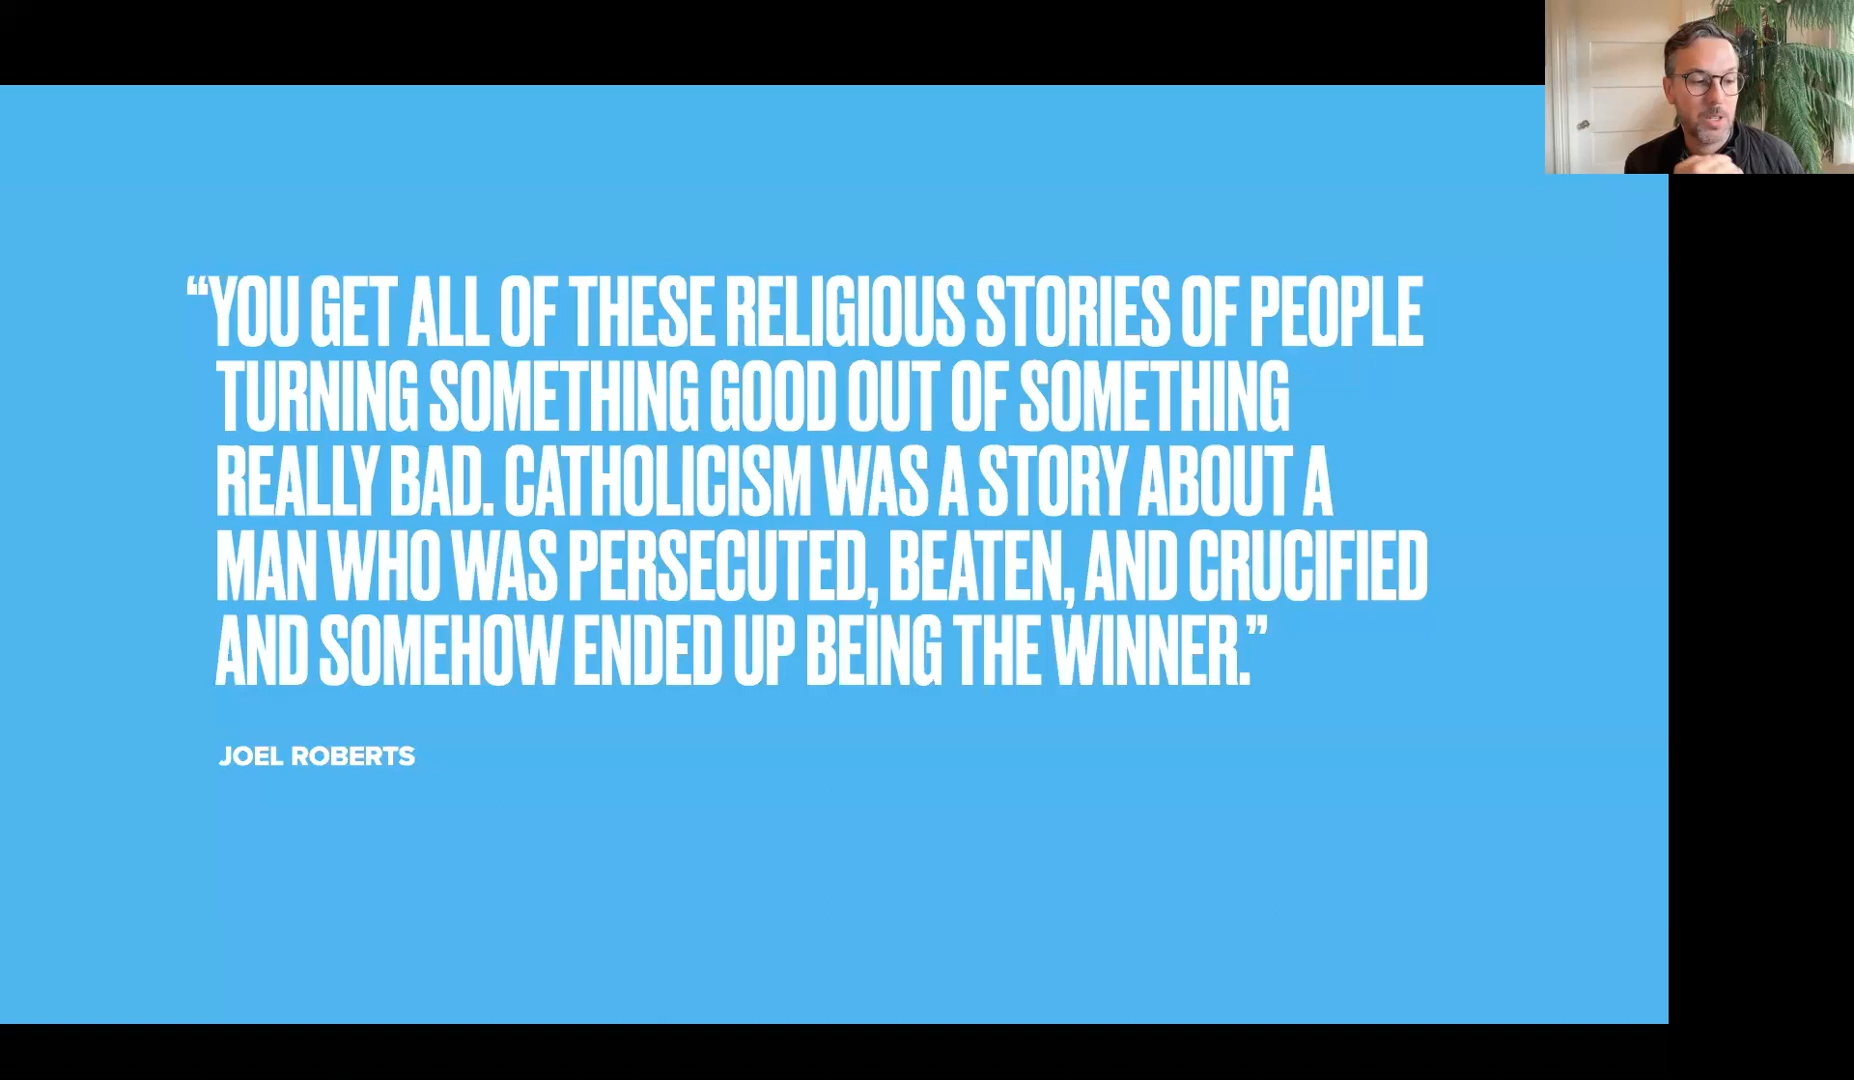 “YOU GET ALL OF THESE RELIGIOUS STORIES OF PEOPLE
TURNING SOMETHING GOOD OUT OF SOMETHING
REALLY BAD. CATHOLICISM WAS A STORY ABOUT A
MAN WHO WAS PERSECUTED, BEATEN, AND CRUCIFIED
AND SOMEHOW ENDED UP BEING THE WINNER.”
JOEL ROBERTS